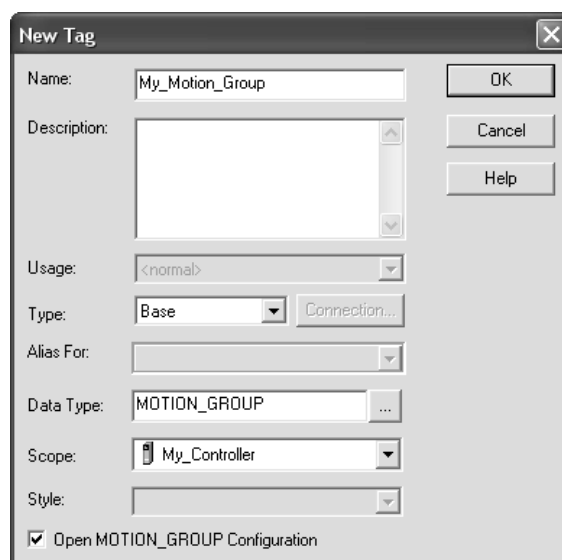 New Tag
Name: My_Motion_Group OK
Description: Cancel
Help
Usage: <normal>
Type: Base Connection...
Alias For:
Data Type: MOTION_GROUP ...
Scope: My_Controller
Style:
Open MOTION_GROUP Configuration